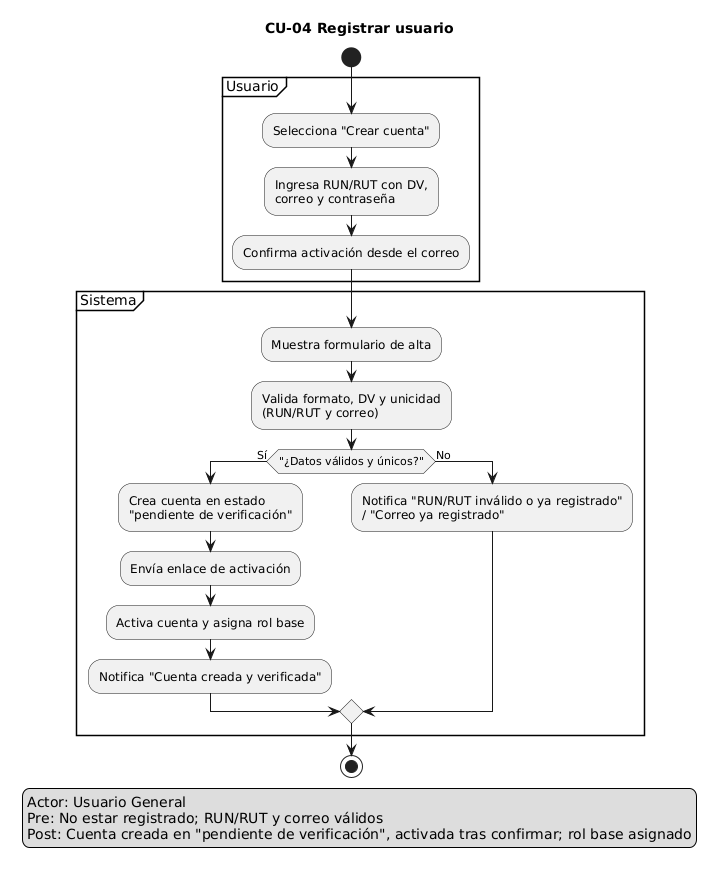 CU-04 Registrar usuario
Usuario
Selecciona "Crear cuenta"
Ingresa RUN/RUT con DV,
correo y contraseña
Confirma activación desde el correo
Sistema
Muestra formulario de alta
Valida formato, DV y unicidad
(RUN/RUT y correo)
"¿Datos válidos y únicos?"
Sí
No
Crea cuenta en estado
"pendiente de verificación"
Envía enlace de activación
Activa cuenta y asigna rol base
Notifica "Cuenta creada y verificada"
Notifica "RUN/RUT inválido o ya registrado"
/ "Correo ya registrado"
Actor: Usuario General
Pre: No estar registrado; RUN/RUT y correo válidos
Post: Cuenta creada en "pendiente de verificación", activada tras confirmar; rol base asignado